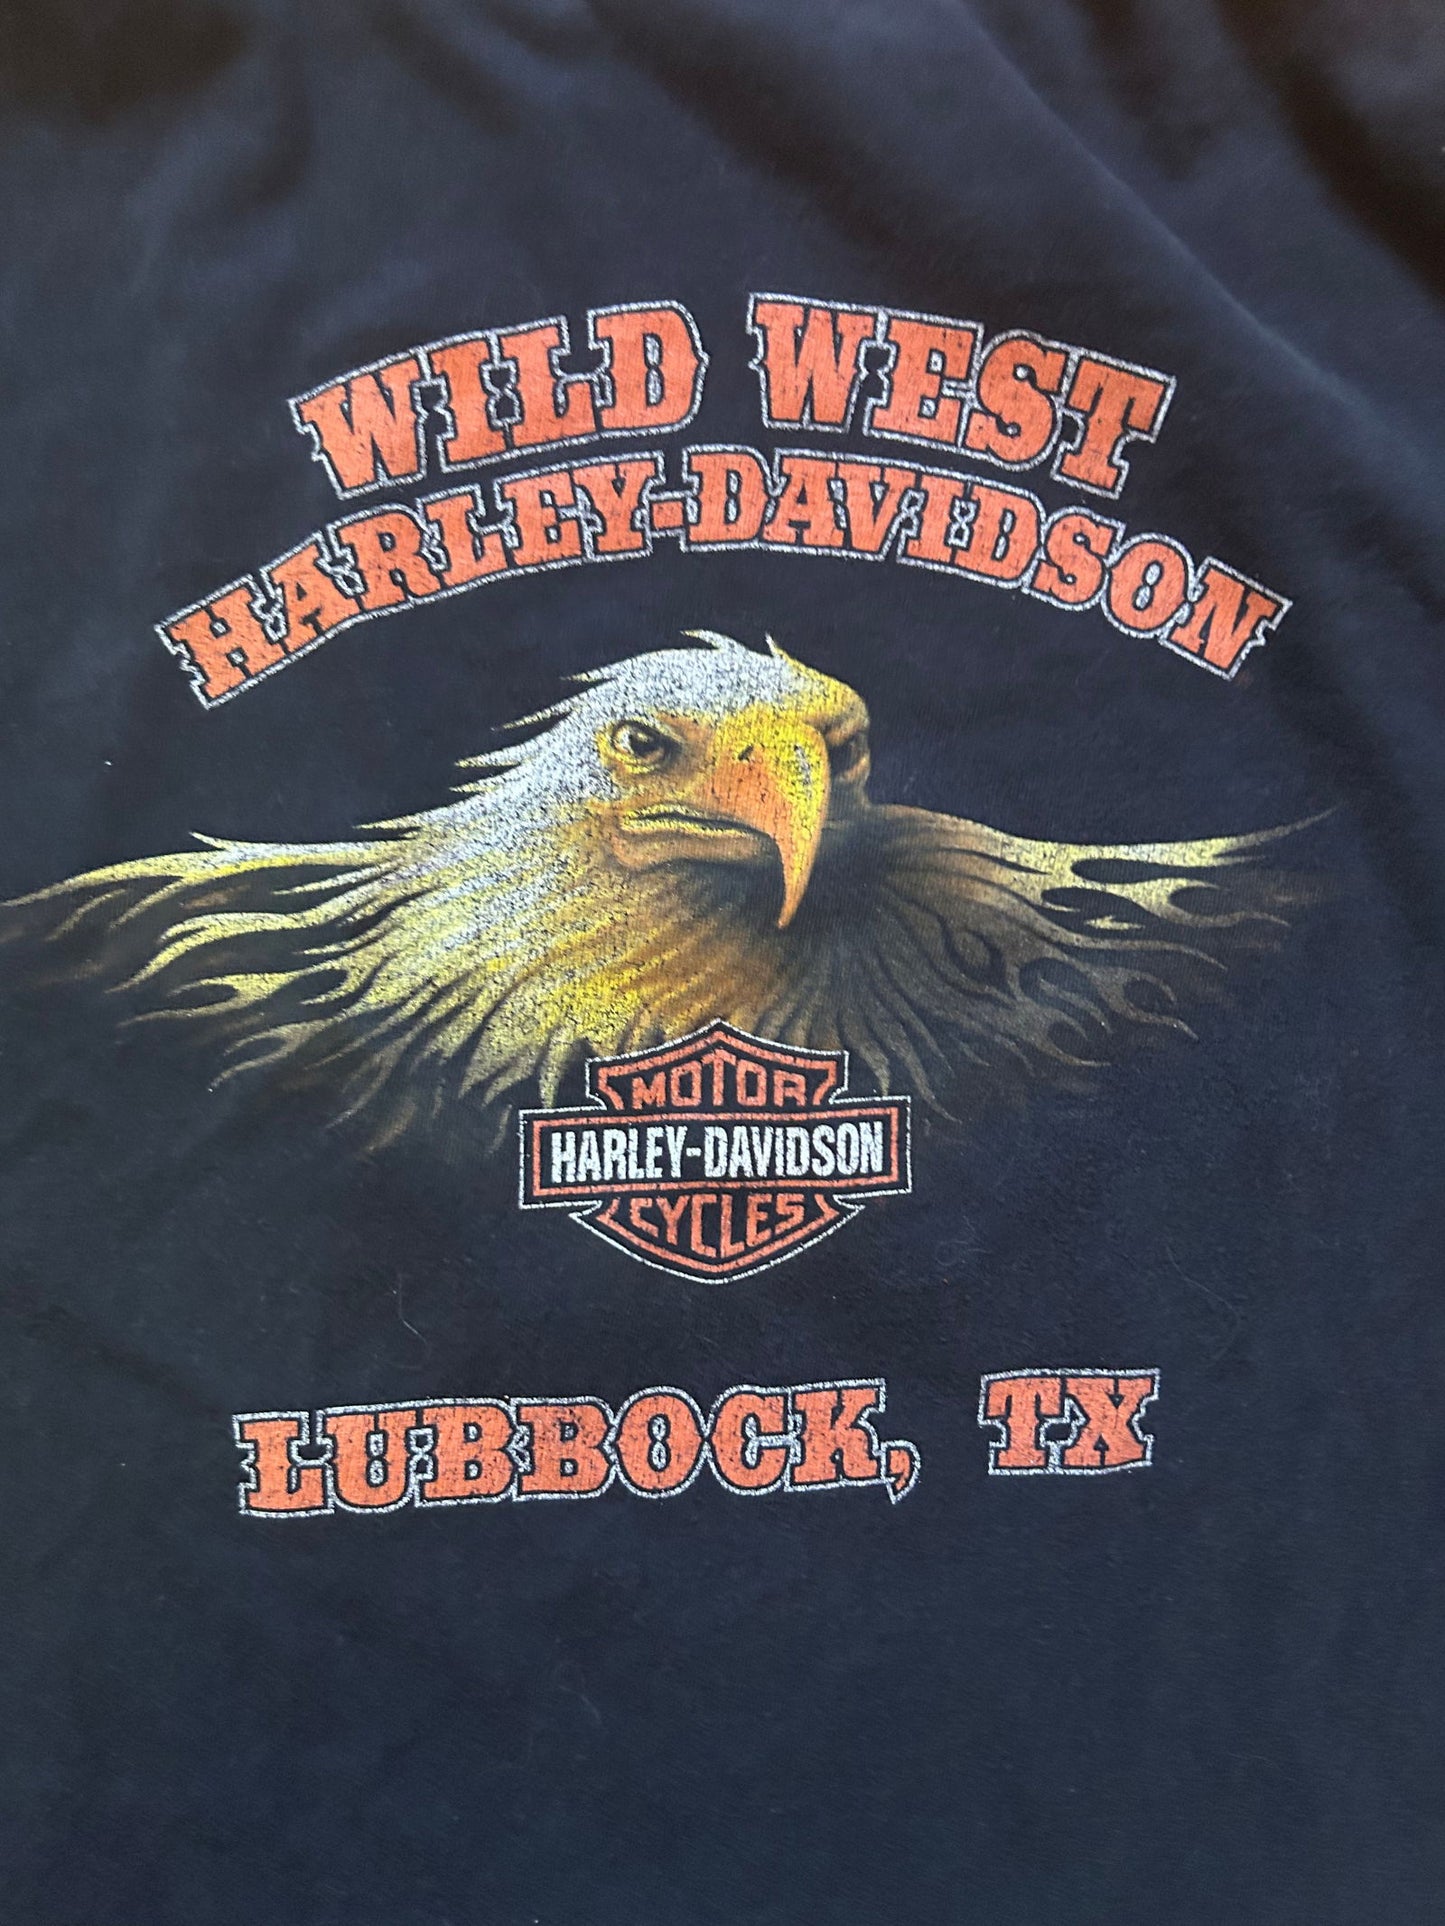 WILD WEST
HARLEY-DAVIDSON
MOTOR
HARLEY-DAVIDSON
CYCLES
LUBBOCK, TX